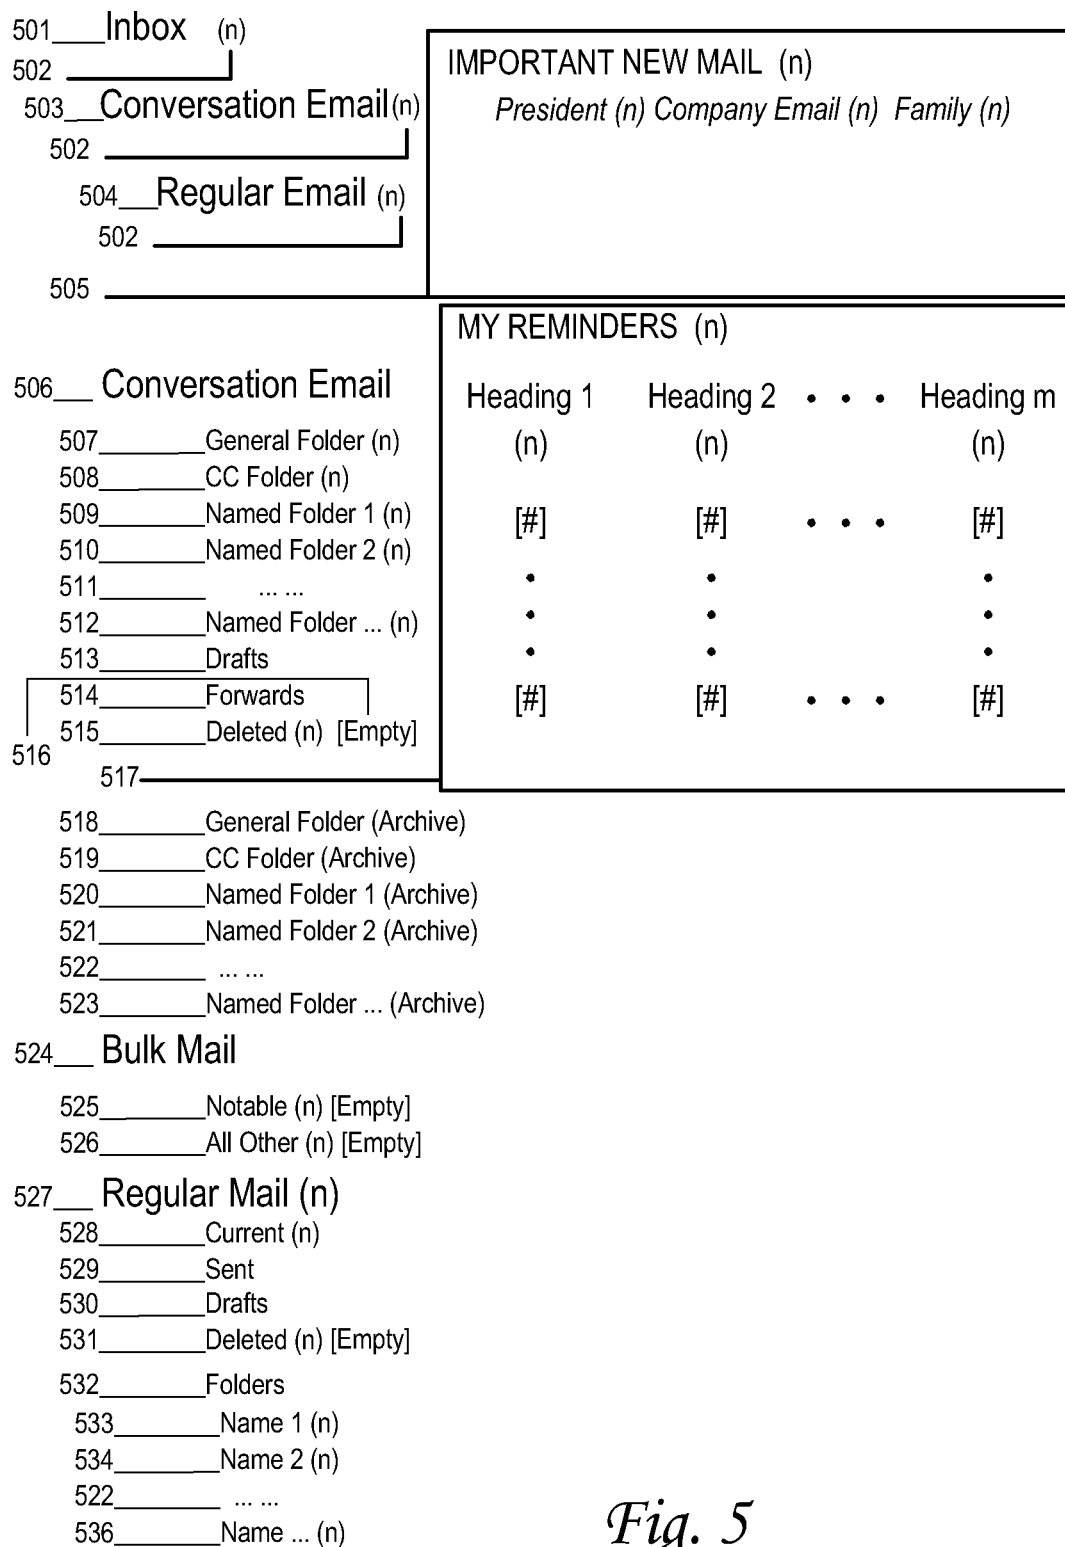 501 Inbox (n)
502
503 Conversation Email (n)
502
504 Regular Email (n)
502
505
IMPORTANT NEW MAIL (n)
President (n) Company Email (n) Family (n)
MY REMINDERS (n)
Heading 1 Heading 2 • • • Heading m
(n) (n) (n)
[#] [#] • • • [#]
• • •
• • •
• • •
[#] [#] • • • [#]
506 Conversation Email
507 General Folder (n)
508 CC Folder (n)
509 Named Folder 1 (n)
510 Named Folder 2 (n)
511 ... ...
512 Named Folder ... (n)
513 Drafts
514 Forwards
515 Deleted (n) [Empty]
516
517
518 General Folder (Archive)
519 CC Folder (Archive)
520 Named Folder 1 (Archive)
521 Named Folder 2 (Archive)
522 ... ...
523 Named Folder ... (Archive)
524 Bulk Mail
525 Notable (n) [Empty]
526 All Other (n) [Empty]
527 Regular Mail (n)
528 Current (n)
529 Sent
530 Drafts
531 Deleted (n) [Empty]
532 Folders
533 Name 1 (n)
534 Name 2 (n)
522 ... ...
536 Name ... (n)
Fig. 5